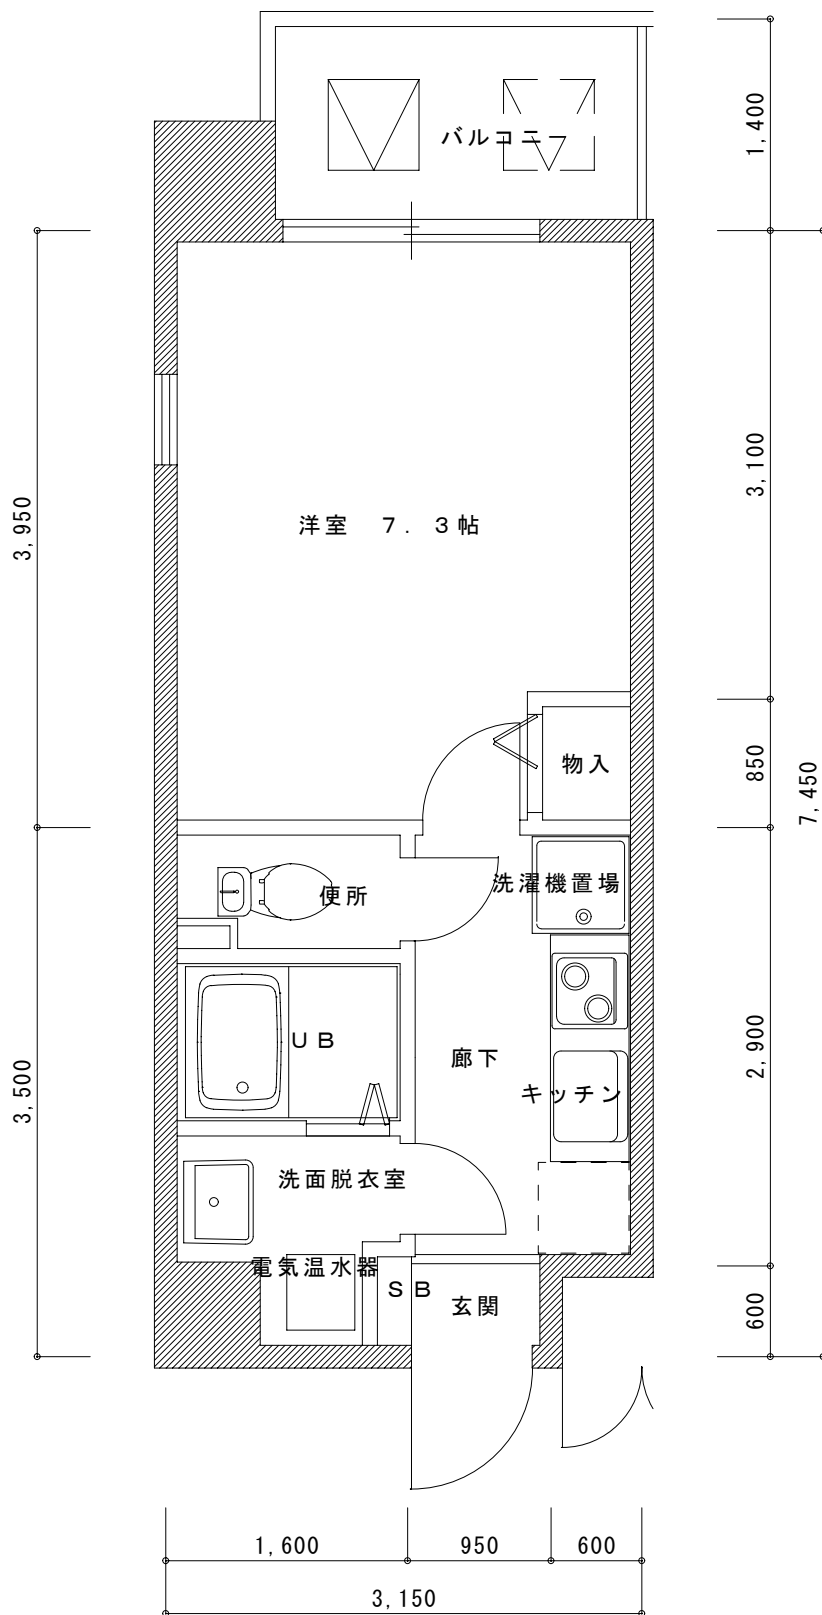 1,400
バルコニー
3,100
3,950
洋室　７．３帖
850
物入
7,450
便所
洗濯機置場
UB
廊下
2,900
キッチン
3,500
洗面脱衣室
電気温水器
SB
玄関
600
1,600
950
600
3,150